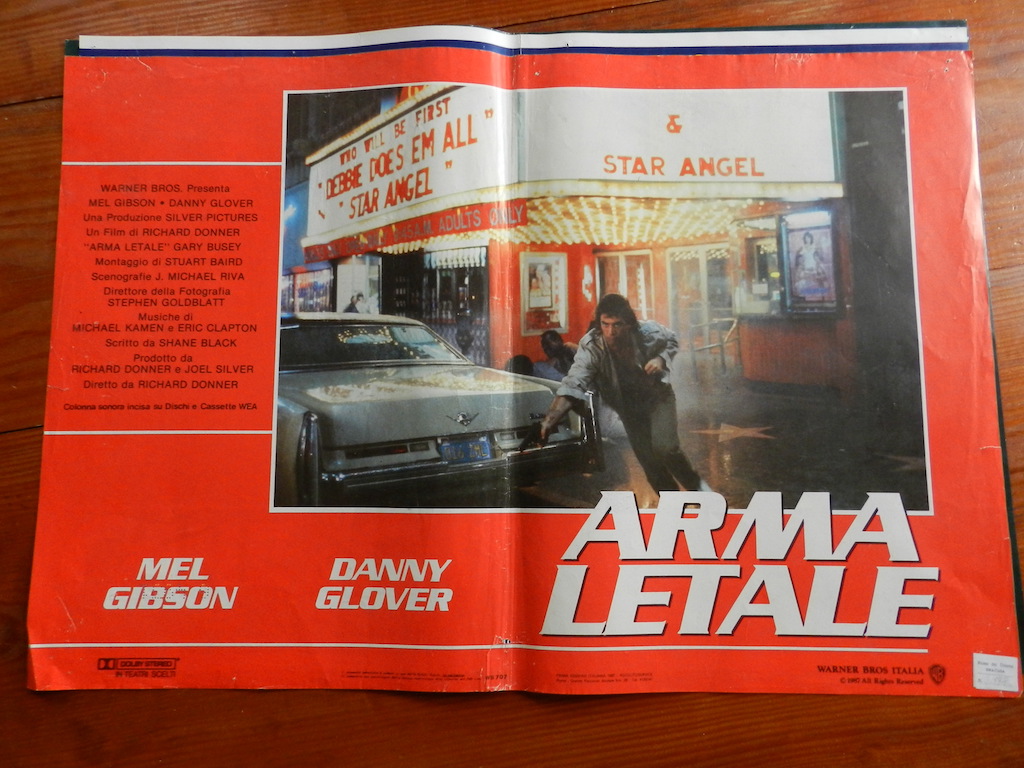 WHO WILL BE FIRST
"DEBBIE DOES EM ALL"
"STAR ANGEL"
ADULTS ONLY
&
STAR ANGEL
WARNER BROS. Presenta
MEL GIBSON • DANNY GLOVER
Una Produzione SILVER PICTURES
Un Film di RICHARD DONNER
"ARMA LETALE" GARY BUSEY
Montaggio di STUART BAIRD
Scenografie J. MICHAEL RIVA
Direttore della Fotografia
STEPHEN GOLDBLATT
Musiche di
MICHAEL KAMEN e ERIC CLAPTON
Scritto da SHANE BLACK
Prodotto da
RICHARD DONNER e JOEL SILVER
Diretto da RICHARD DONNER
Colonna sonora incisa su Dischi e Cassette WEA
ARMA
LETALE
MEL
GIBSON
DANNY
GLOVER
DOLBY STEREO
IN TEATRI SCELTI
WARNER BROS ITALIA
© 1987 All Rights Reserved